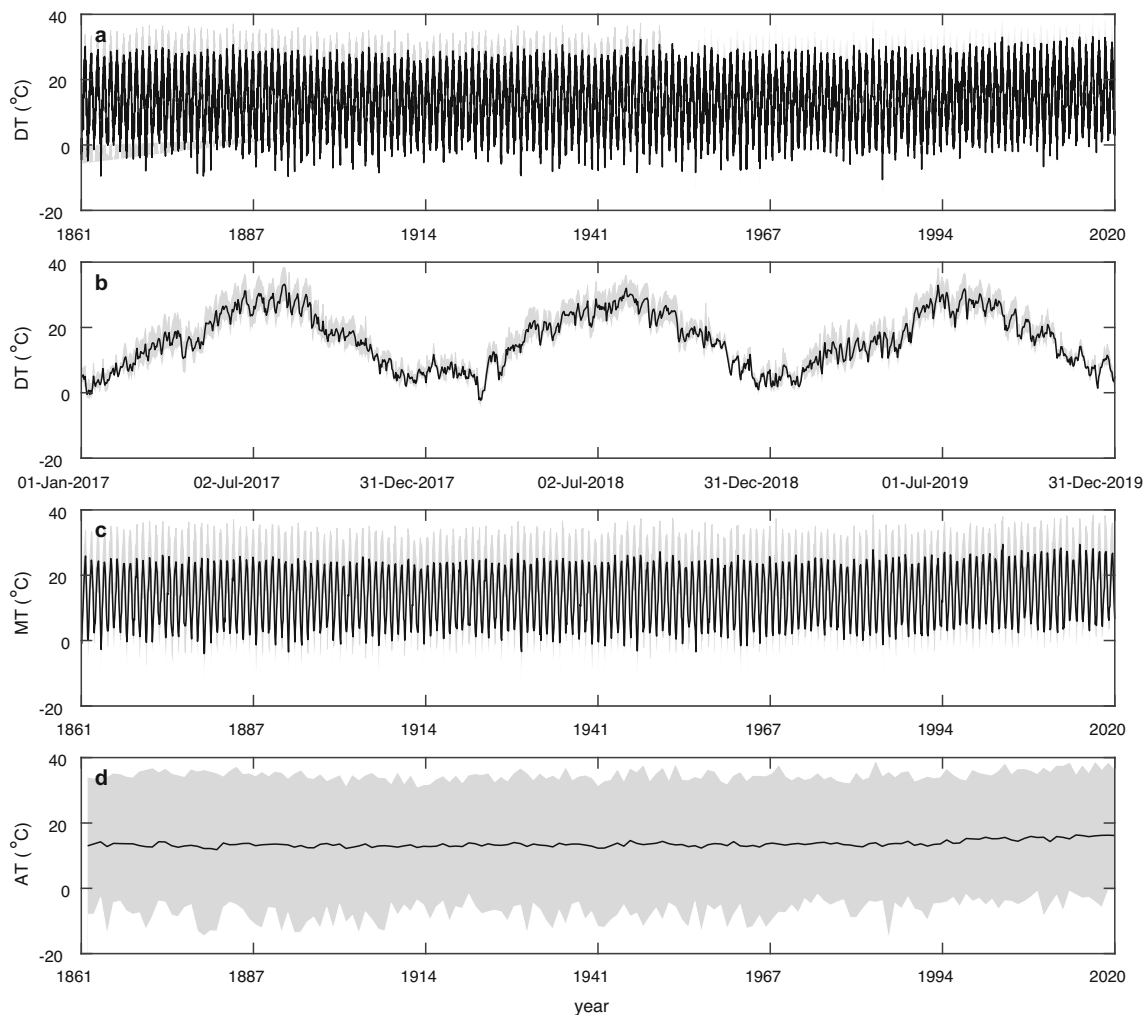 a
DT (°C)
40
20
0
-20
1861 1887 1914 1941 1967 1994 2020
b
DT (°C)
40
20
0
-20
01-Jan-2017 02-Jul-2017 31-Dec-2017 02-Jul-2018 31-Dec-2018 01-Jul-2019 31-Dec-2019
c
MT (°C)
40
20
0
-20
1861 1887 1914 1941 1967 1994 2020
d
AT (°C)
40
20
0
-20
1861 1887 1914 1941 1967 1994 2020
year